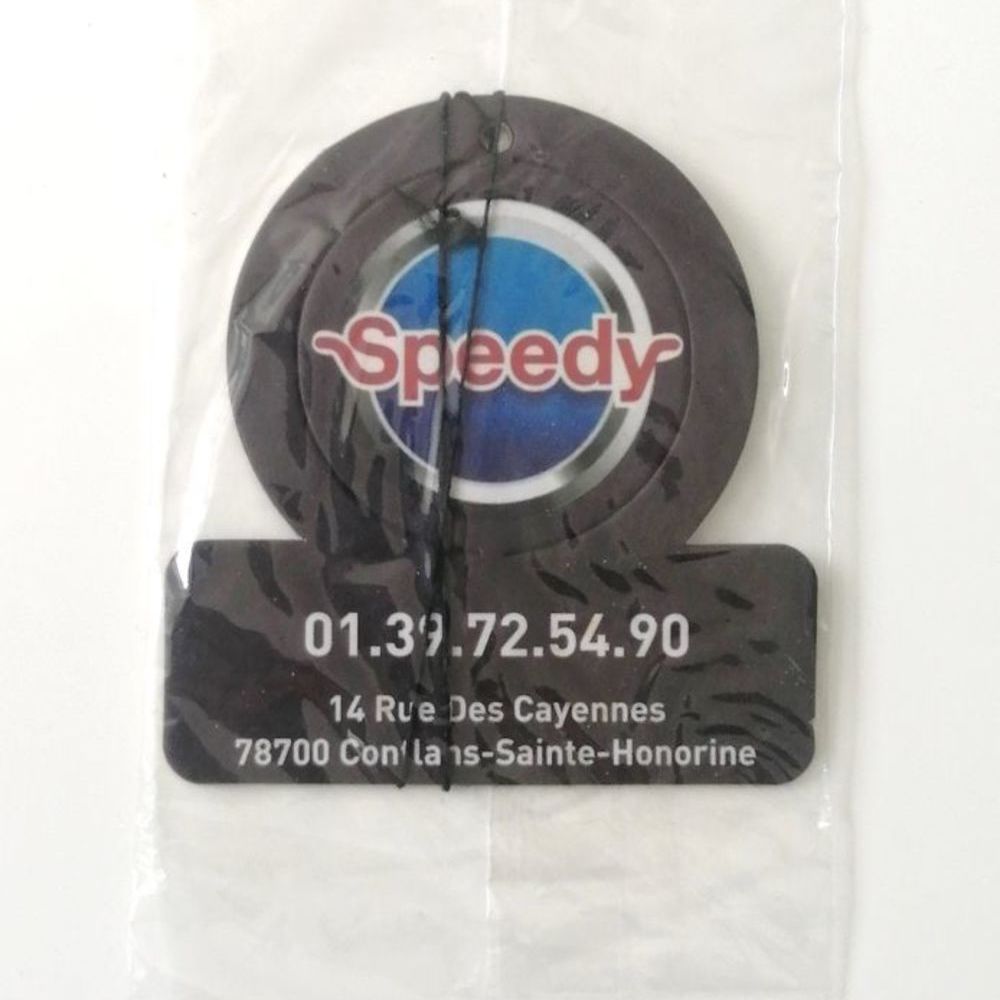 Speedy
01.39.72.54.90
14 Rue Des Cayennes
78700 Conflans-Sainte-Honorine